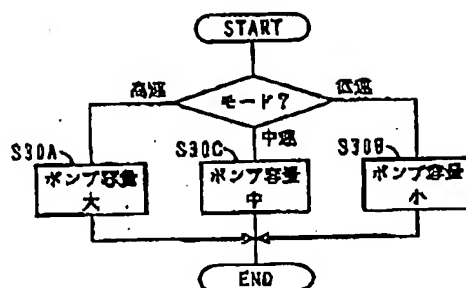 START
モード?
高速
低速
中速
S30A
S30C
S30B
ポンプ容量
大
ポンプ容量
中
ポンプ容量
小
END